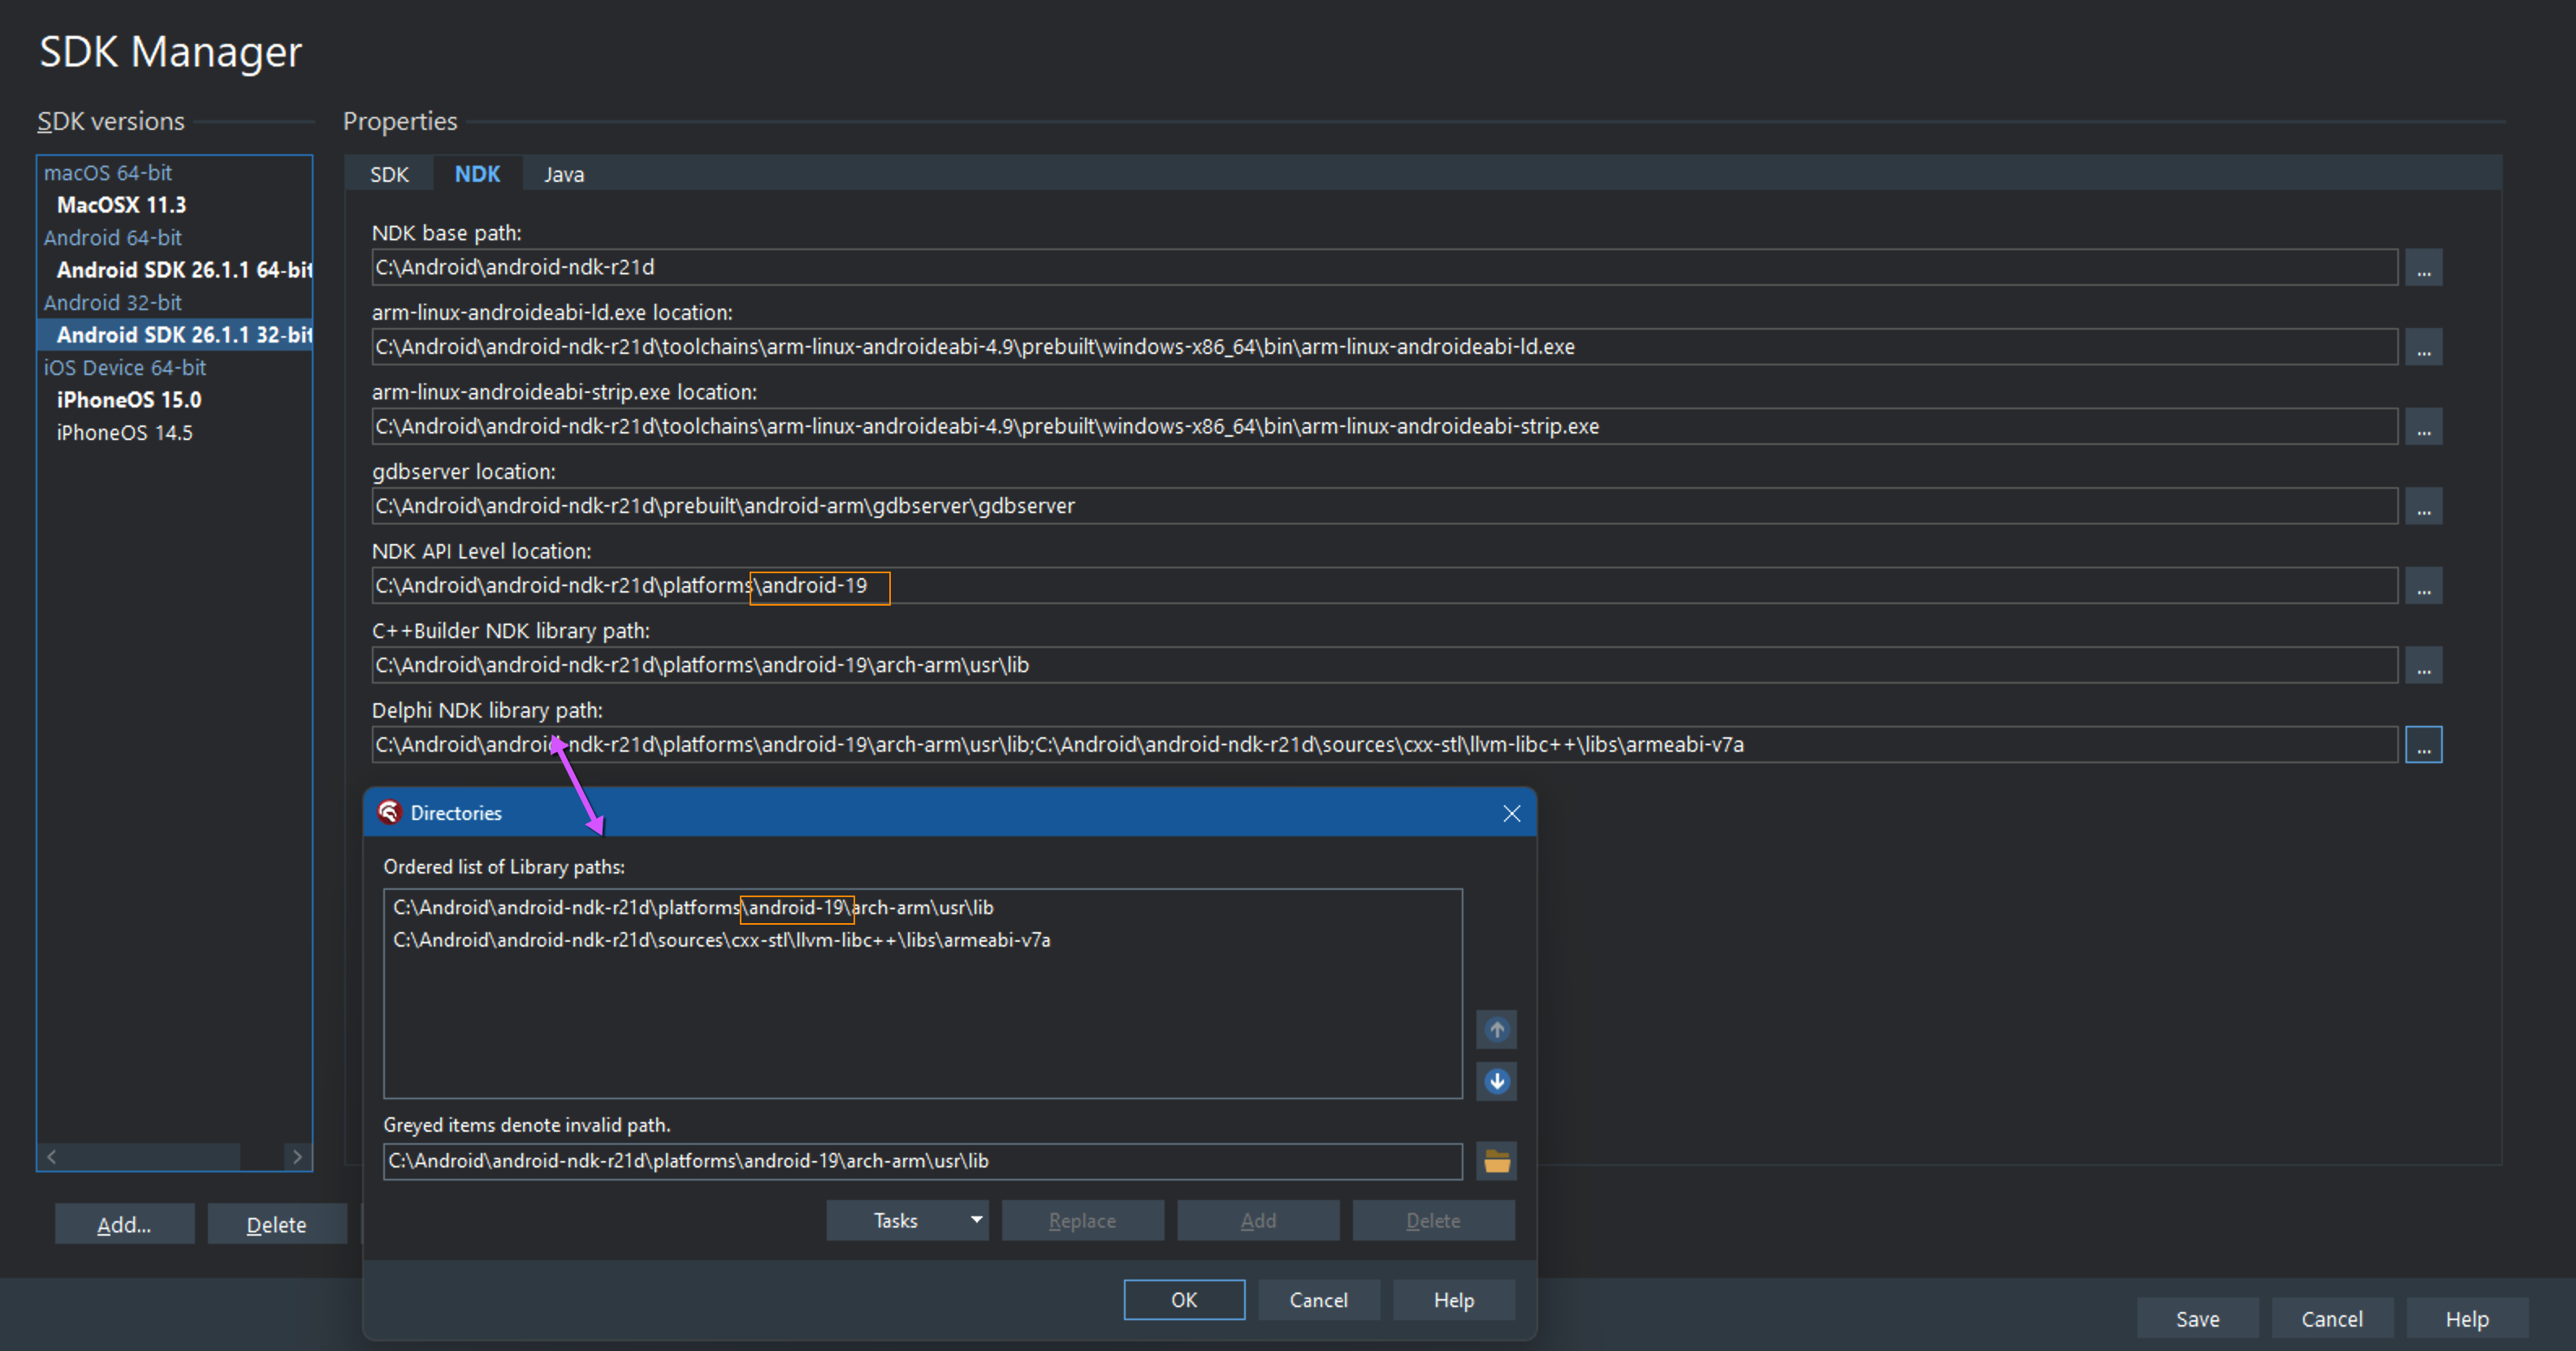 SDK Manager
SDK versions
Properties
macOS 64-bit
MacOSX 11.3
Android 64-bit
Android SDK 26.1.1 64-bit
Android 32-bit
Android SDK 26.1.1 32-bit
iOS Device 64-bit
iPhoneOS 15.0
iPhoneOS 14.5
SDK NDK Java
NDK base path:
C:\Android\android-ndk-r21d
...
arm-linux-androideabi-ld.exe location:
C:\Android\android-ndk-r21d\toolchains\arm-linux-androideabi-4.9\prebuilt\windows-x86_64\bin\arm-linux-androideabi-ld.exe
...
arm-linux-androideabi-strip.exe location:
C:\Android\android-ndk-r21d\toolchains\arm-linux-androideabi-4.9\prebuilt\windows-x86_64\bin\arm-linux-androideabi-strip.exe
...
gdbserver location:
C:\Android\android-ndk-r21d\prebuilt\android-arm\gdbserver\gdbserver
...
NDK API Level location:
C:\Android\android-ndk-r21d\platforms\android-19
...
C++Builder NDK library path:
C:\Android\android-ndk-r21d\platforms\android-19\arch-arm\usr\lib
...
Delphi NDK library path:
C:\Android\android-ndk-r21d\platforms\android-19\arch-arm\usr\lib;C:\Android\android-ndk-r21d\sources\cxx-stl\llvm-libc++\libs\armeabi-v7a
...
Directories
Ordered list of Library paths:
C:\Android\android-ndk-r21d\platforms\android-19\arch-arm\usr\lib
C:\Android\android-ndk-r21d\sources\cxx-stl\llvm-libc++\libs\armeabi-v7a
Greyed items denote invalid path.
C:\Android\android-ndk-r21d\platforms\android-19\arch-arm\usr\lib
Tasks Replace Add Delete
OK Cancel Help
Add... Delete
Save Cancel Help